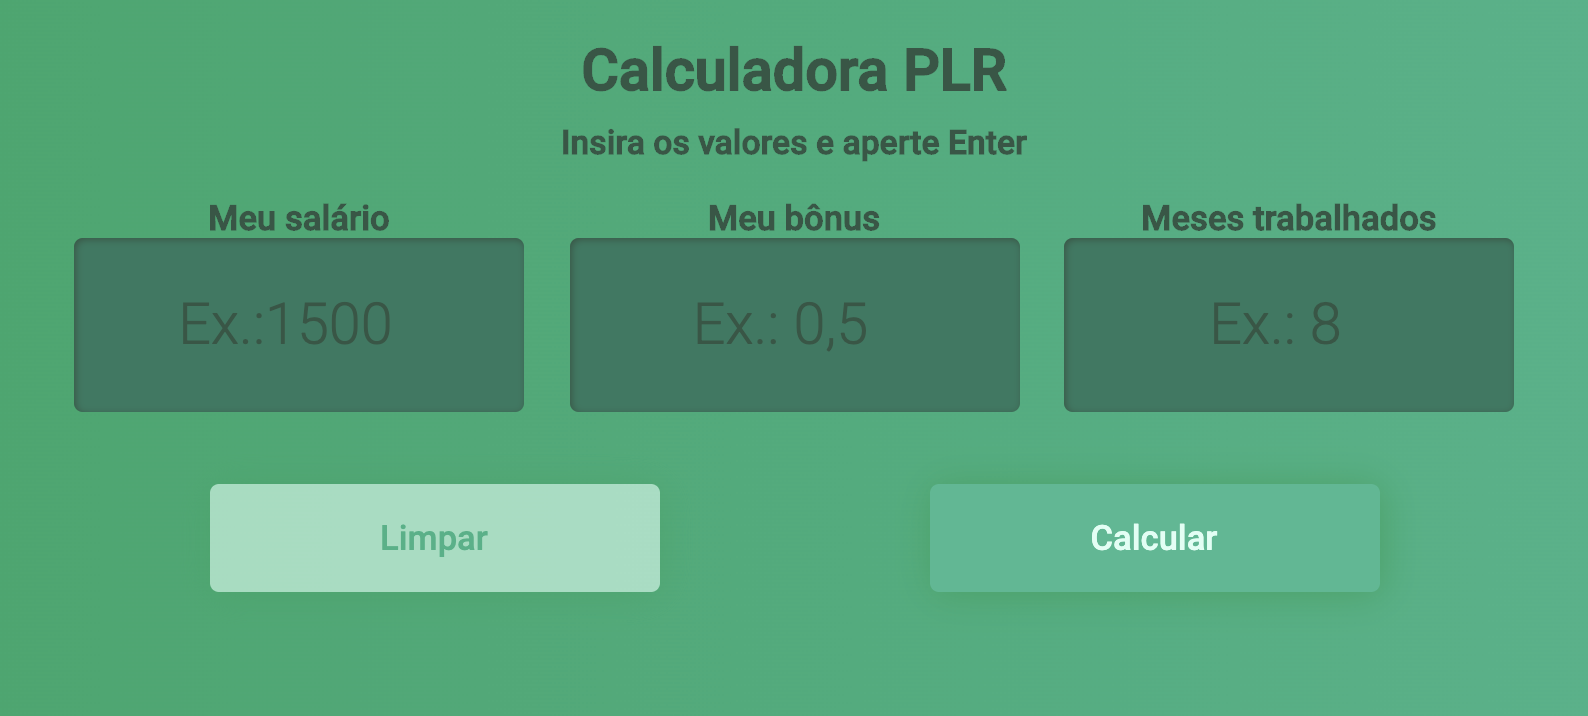 Calculadora PLR
Insira os valores e aperte Enter
Meu salário
Meu bônus
Meses trabalhados
Ex.:1500
Ex.: 0,5
Ex.: 8
Limpar
Calcular